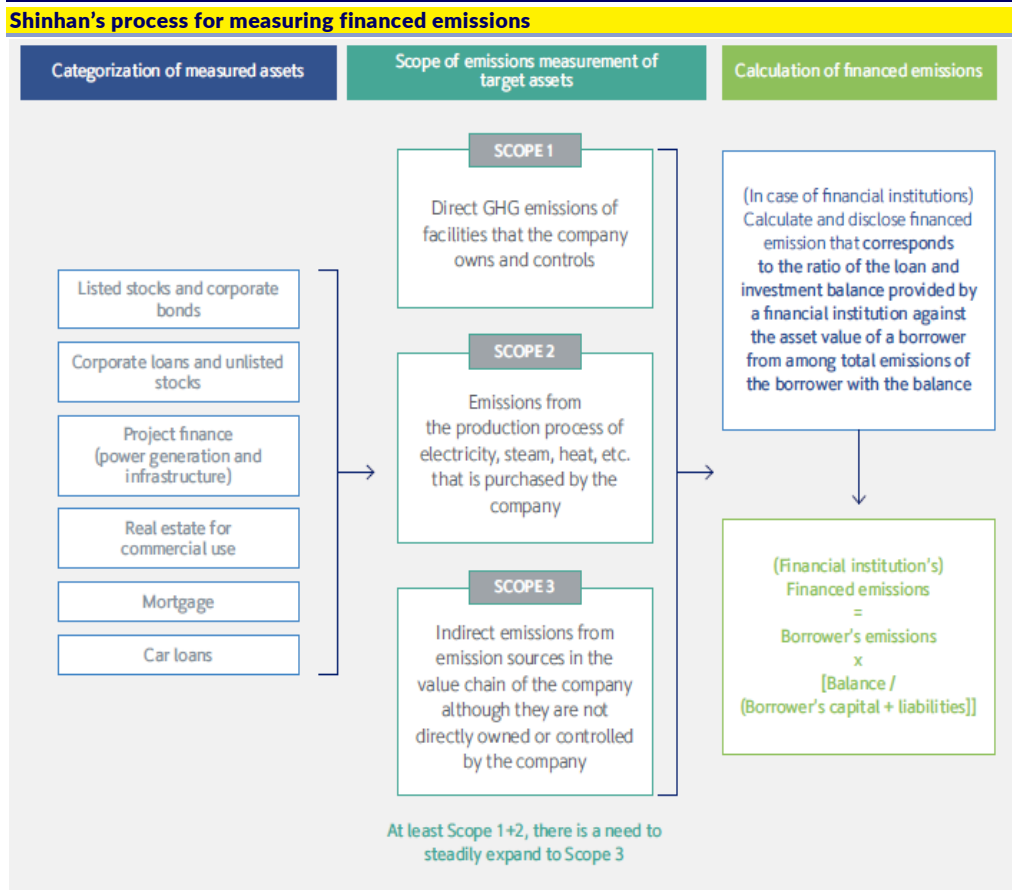 Shinhan’s process for measuring financed emissions
Categorization of measured assets
Scope of emissions measurement of
target assets
Calculation of financed emissions
Listed stocks and corporate
bonds
Corporate loans and unlisted
stocks
Project finance
(power generation and
infrastructure)
Real estate for
commercial use
Mortgage
Car loans
SCOPE 1
Direct GHG emissions of
facilities that the company
owns and controls
SCOPE 2
Emissions from
the production process of
electricity, steam, heat, etc.
that is purchased by the
company
SCOPE 3
Indirect emissions from
emission sources in the
value chain of the company
although they are not
directly owned or controlled
by the company
At least Scope 1+2, there is a need to
steadily expand to Scope 3
(In case of financial institutions)
Calculate and disclose financed
emission that corresponds
to the ratio of the loan and
investment balance provided by
a financial institution against
the asset value of a borrower
from among total emissions of
the borrower with the balance
(Financial institution's)
Financed emissions
=
Borrower's emissions
x
[Balance /
(Borrower's capital + liabilities]]